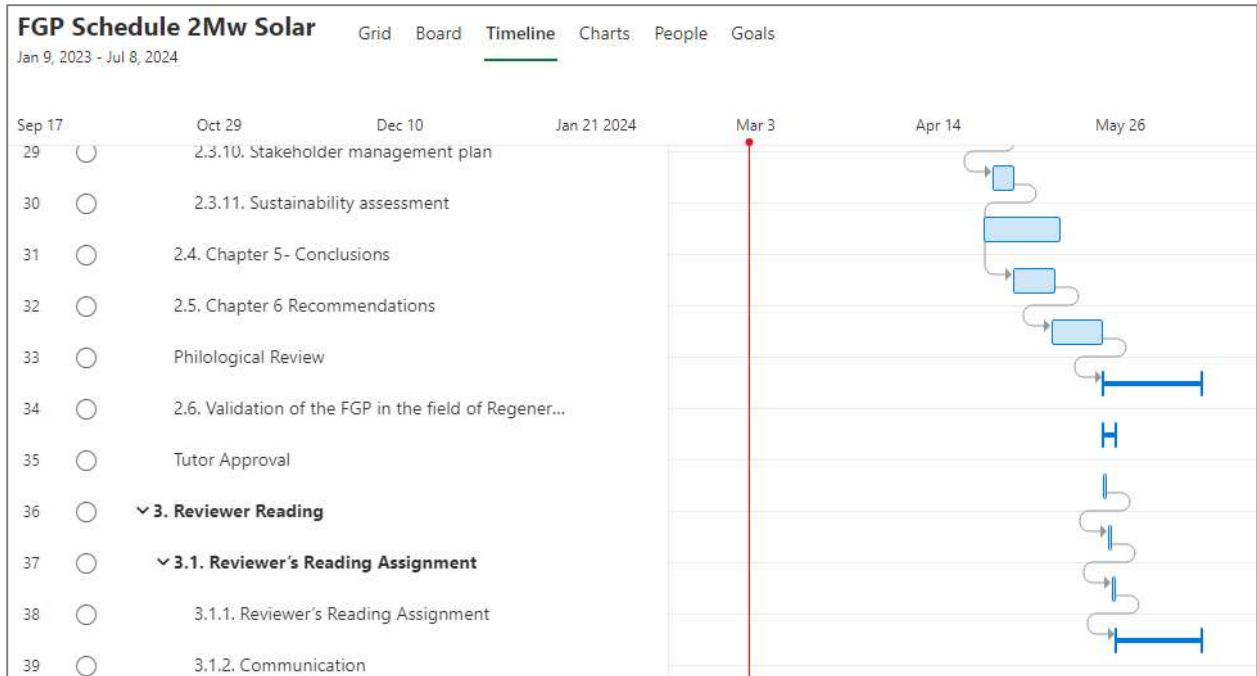 FGP Schedule 2Mw Solar Grid Board Timeline Charts People Goals
Jan 9, 2023 - Jul 8, 2024
Sep 17 Oct 29 Dec 10 Jan 21 2024 Mar 3 Apr 14 May 26
29 2.3.10. Stakeholder management plan
30 2.3.11. Sustainability assessment
31 2.4. Chapter 5- Conclusions
32 2.5. Chapter 6 Recommendations
33 Philological Review
34 2.6. Validation of the FGP in the field of Regener...
35 Tutor Approval
36 3. Reviewer Reading
37 3.1. Reviewer’s Reading Assignment
38 3.1.1. Reviewer’s Reading Assignment
39 3.1.2. Communication